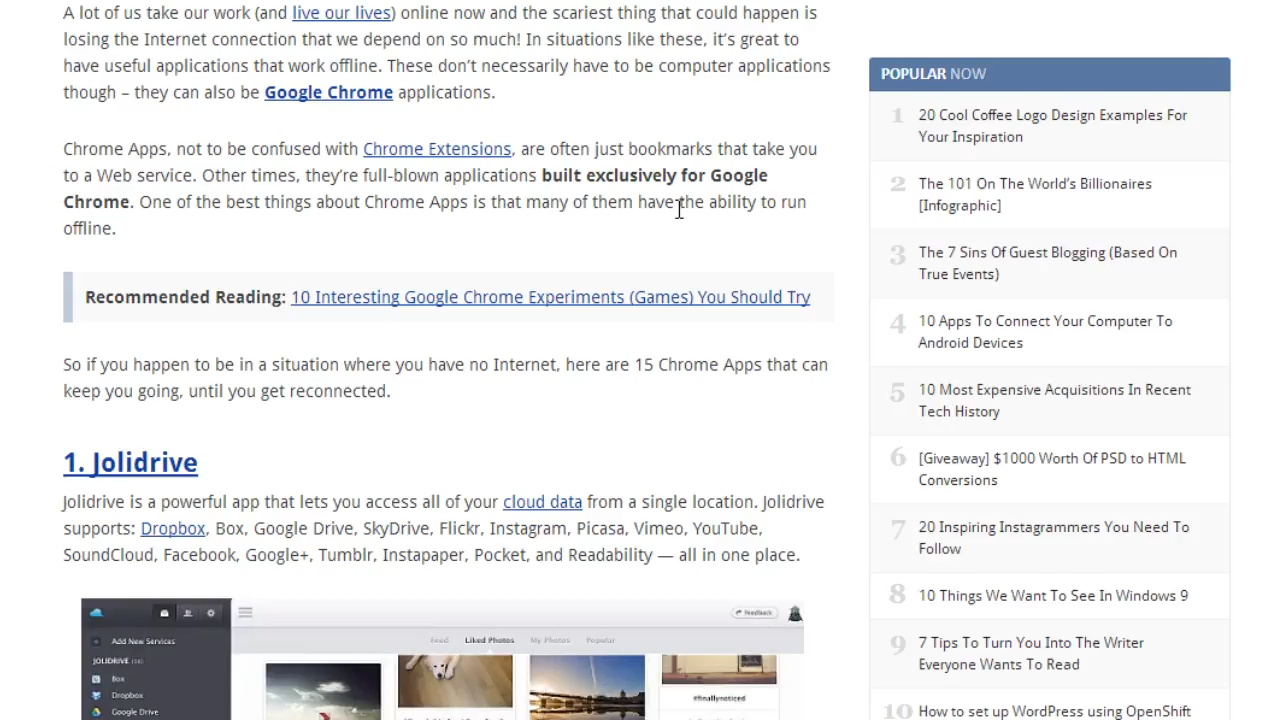 A lot of us take our work (and live our lives) online now and the scariest thing that could happen is
losing the Internet connection that we depend on so much! In situations like these, it's great to
have useful applications that work offline. These don't necessarily have to be computer applications
though – they can also be Google Chrome applications.
Chrome Apps, not to be confused with Chrome Extensions, are often just bookmarks that take you
to a Web service. Other times, they're full-blown applications built exclusively for Google
Chrome. One of the best things about Chrome Apps is that many of them have the ability to run
offline.
Recommended Reading: 10 Interesting Google Chrome Experiments (Games) You Should Try
So if you happen to be in a situation where you have no Internet, here are 15 Chrome Apps that can
keep you going, until you get reconnected.
1. Jolidrive
Jolidrive is a powerful app that lets you access all of your cloud data from a single location. Jolidrive
supports: Dropbox, Box, Google Drive, SkyDrive, Flickr, Instagram, Picasa, Vimeo, YouTube,
SoundCloud, Facebook, Google+, Tumblr, Instapaper, Pocket, and Readability — all in one place.
Feedback
Add New Services
Feed Liked Photos My Photos Popular
JOLIDRIVE
Box
Dropbox
Google Drive
#finallynoticed
POPULAR NOW
1 20 Cool Coffee Logo Design Examples For
Your Inspiration
2 The 101 On The World's Billionaires
[Infographic]
3 The 7 Sins Of Guest Blogging (Based On
True Events)
4 10 Apps To Connect Your Computer To
Android Devices
5 10 Most Expensive Acquisitions In Recent
Tech History
6 [Giveaway] $1000 Worth Of PSD to HTML
Conversions
7 20 Inspiring Instagrammers You Need To
Follow
8 10 Things We Want To See In Windows 9
9 7 Tips To Turn You Into The Writer
Everyone Wants To Read
10 How to set up WordPress using OpenShift